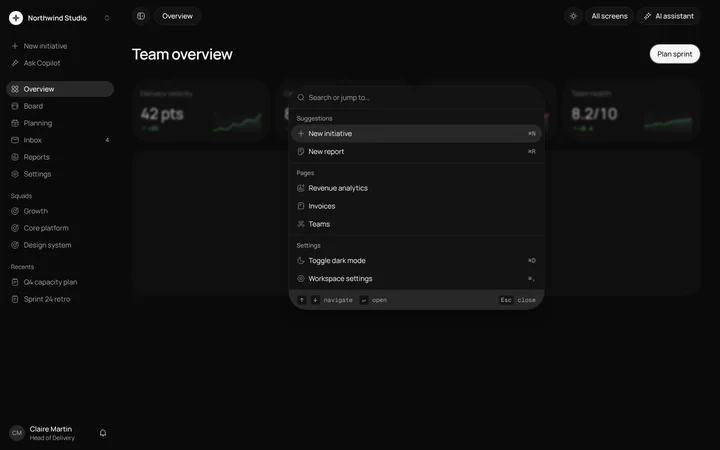 Northwind Studio
New initiative
Ask Copilot
Overview
Board
Planning
Inbox 4
Reports
Settings
Squads
Growth
Core platform
Design system
Recents
Q4 capacity plan
Sprint 24 retro
CM
Claire Martin
Head of Delivery
Overview
All screens
AI assistant
Team overview
Plan sprint
Delivery velocity
42 pts
Team health
8.2/10
Search or jump to...
Suggestions
New initiative ⌘N
New report ⌘R
Pages
Revenue analytics
Invoices
Teams
Settings
Toggle dark mode ⌘D
Workspace settings ⌘,
↑ ↓ navigate ↵ open Esc close